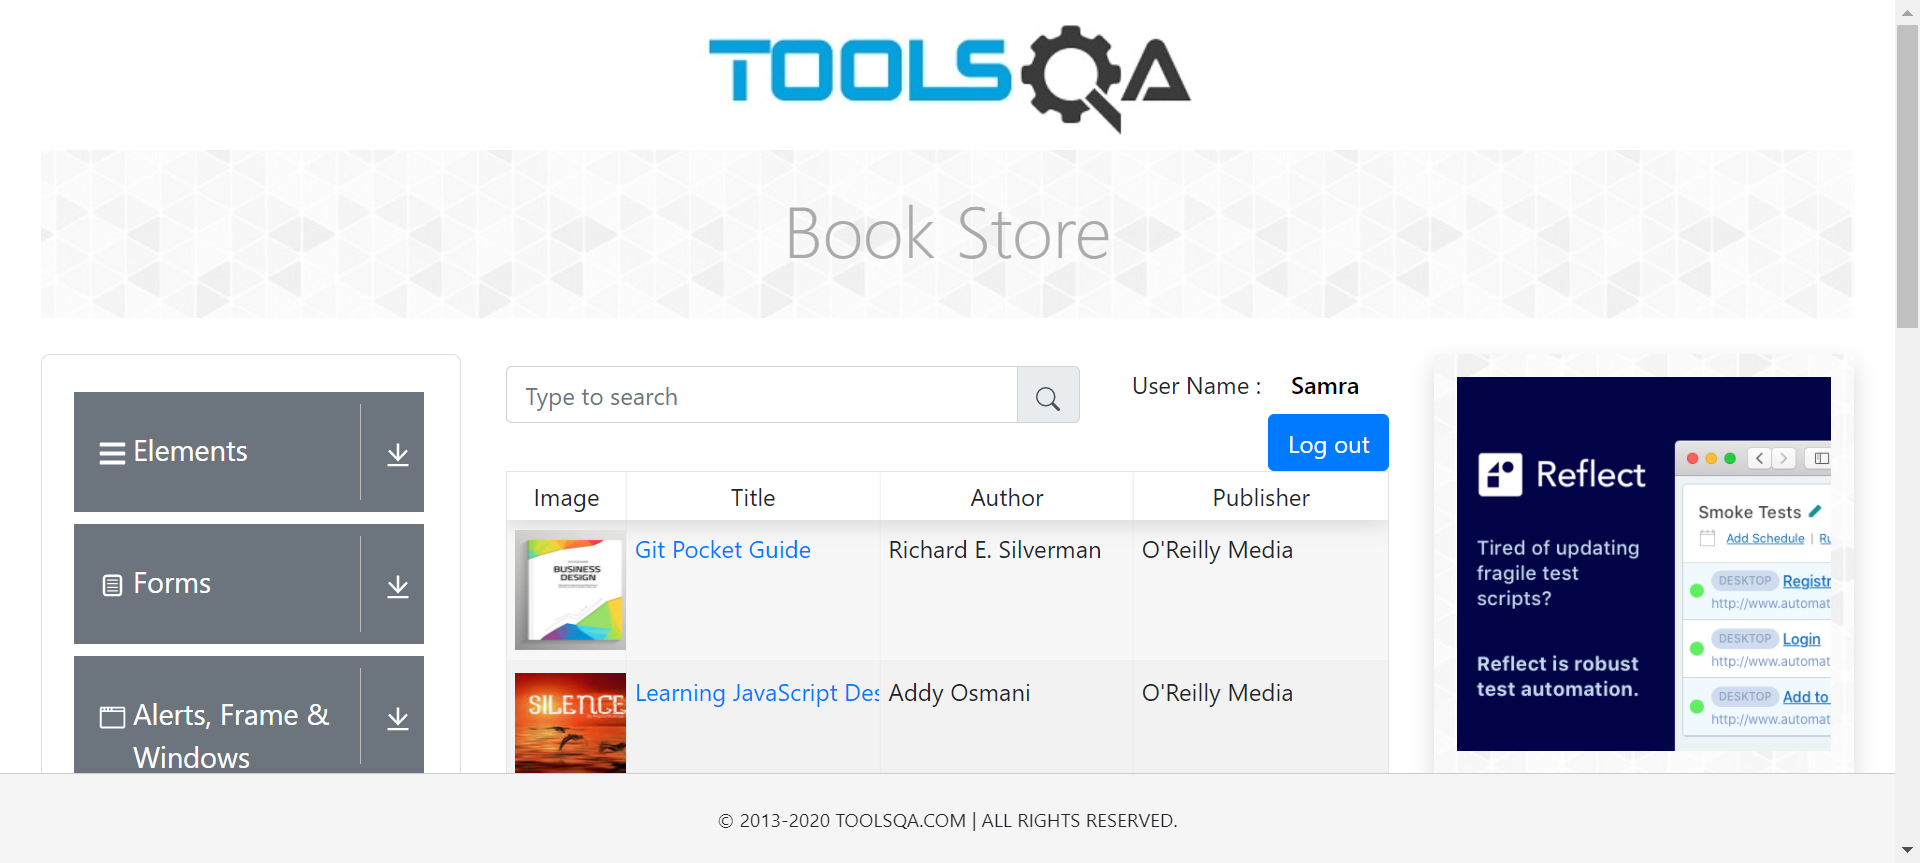 TOOLSQA
Book Store
Elements
Forms
Alerts, Frame &
Windows
Type to search
User Name :
Samra
Log out
Image
Title
Author
Publisher
BUSINESS
DESIGN
Git Pocket Guide
Richard E. Silverman
O'Reilly Media
SILENCE
Learning JavaScript Des
Addy Osmani
O'Reilly Media
Reflect
Tired of updating
fragile test
scripts?
Reflect is robust
test automation.
Smoke Tests
Add Schedule | Ru
DESKTOP Registr
http://www.automat
DESKTOP Login
http://www.automat
DESKTOP Add to
http://www.automat
© 2013-2020 TOOLSQA.COM | ALL RIGHTS RESERVED.